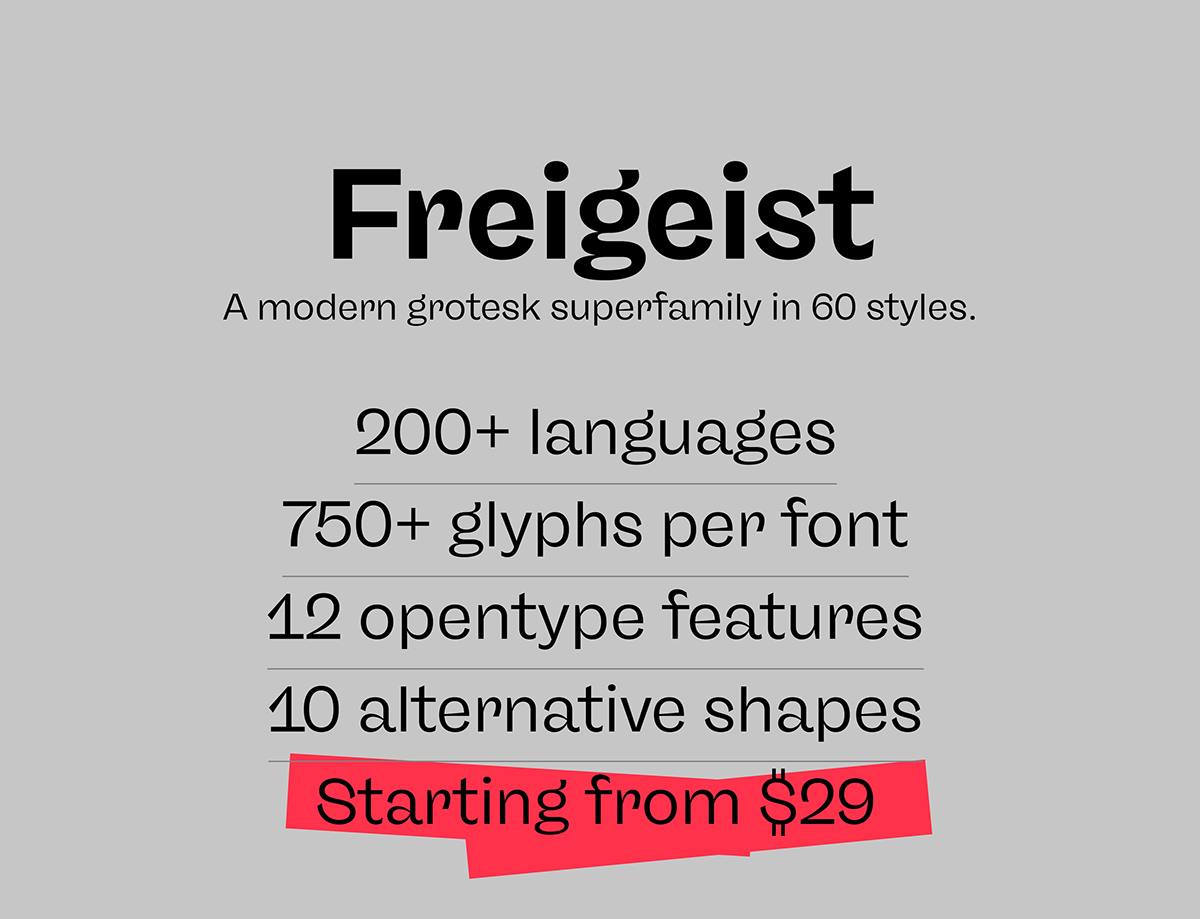 Freigeist
A modern grotesk superfamily in 60 styles.
200+ languages
750+ glyphs per font
12 opentype features
10 alternative shapes
Starting from $29